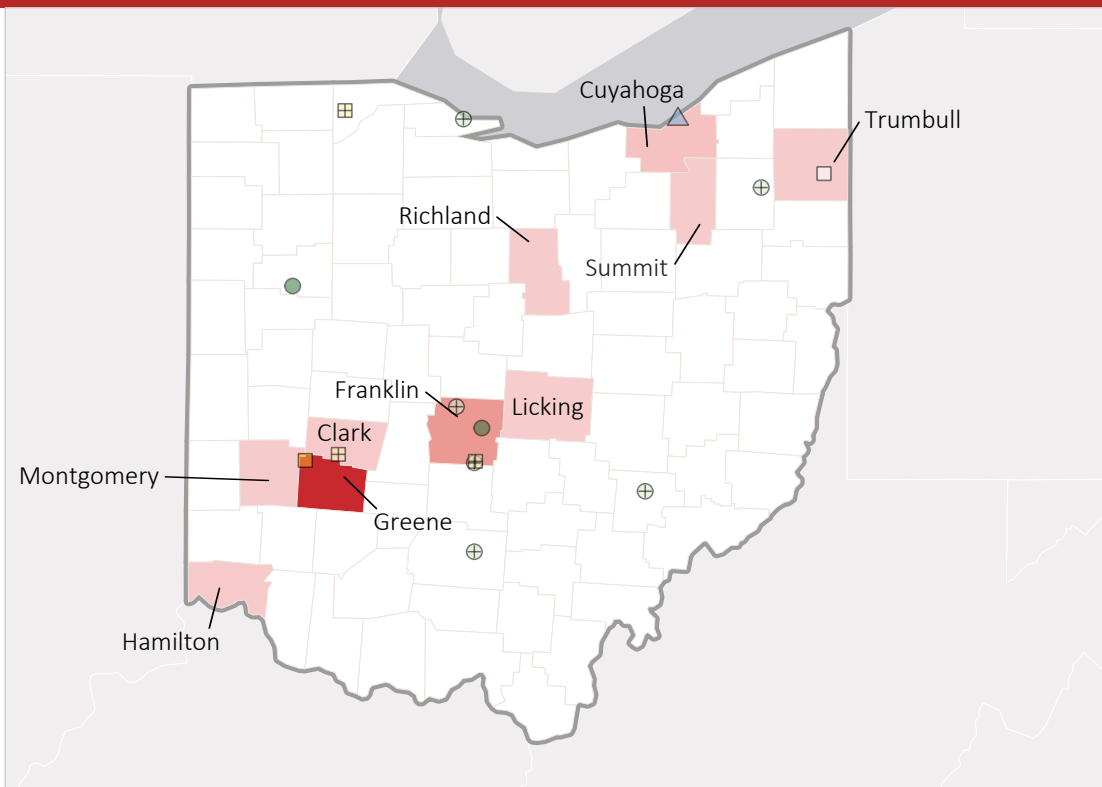 Cuyahoga
Trumbull
Richland
Summit
Franklin
Licking
Clark
Montgomery
Greene
Hamilton